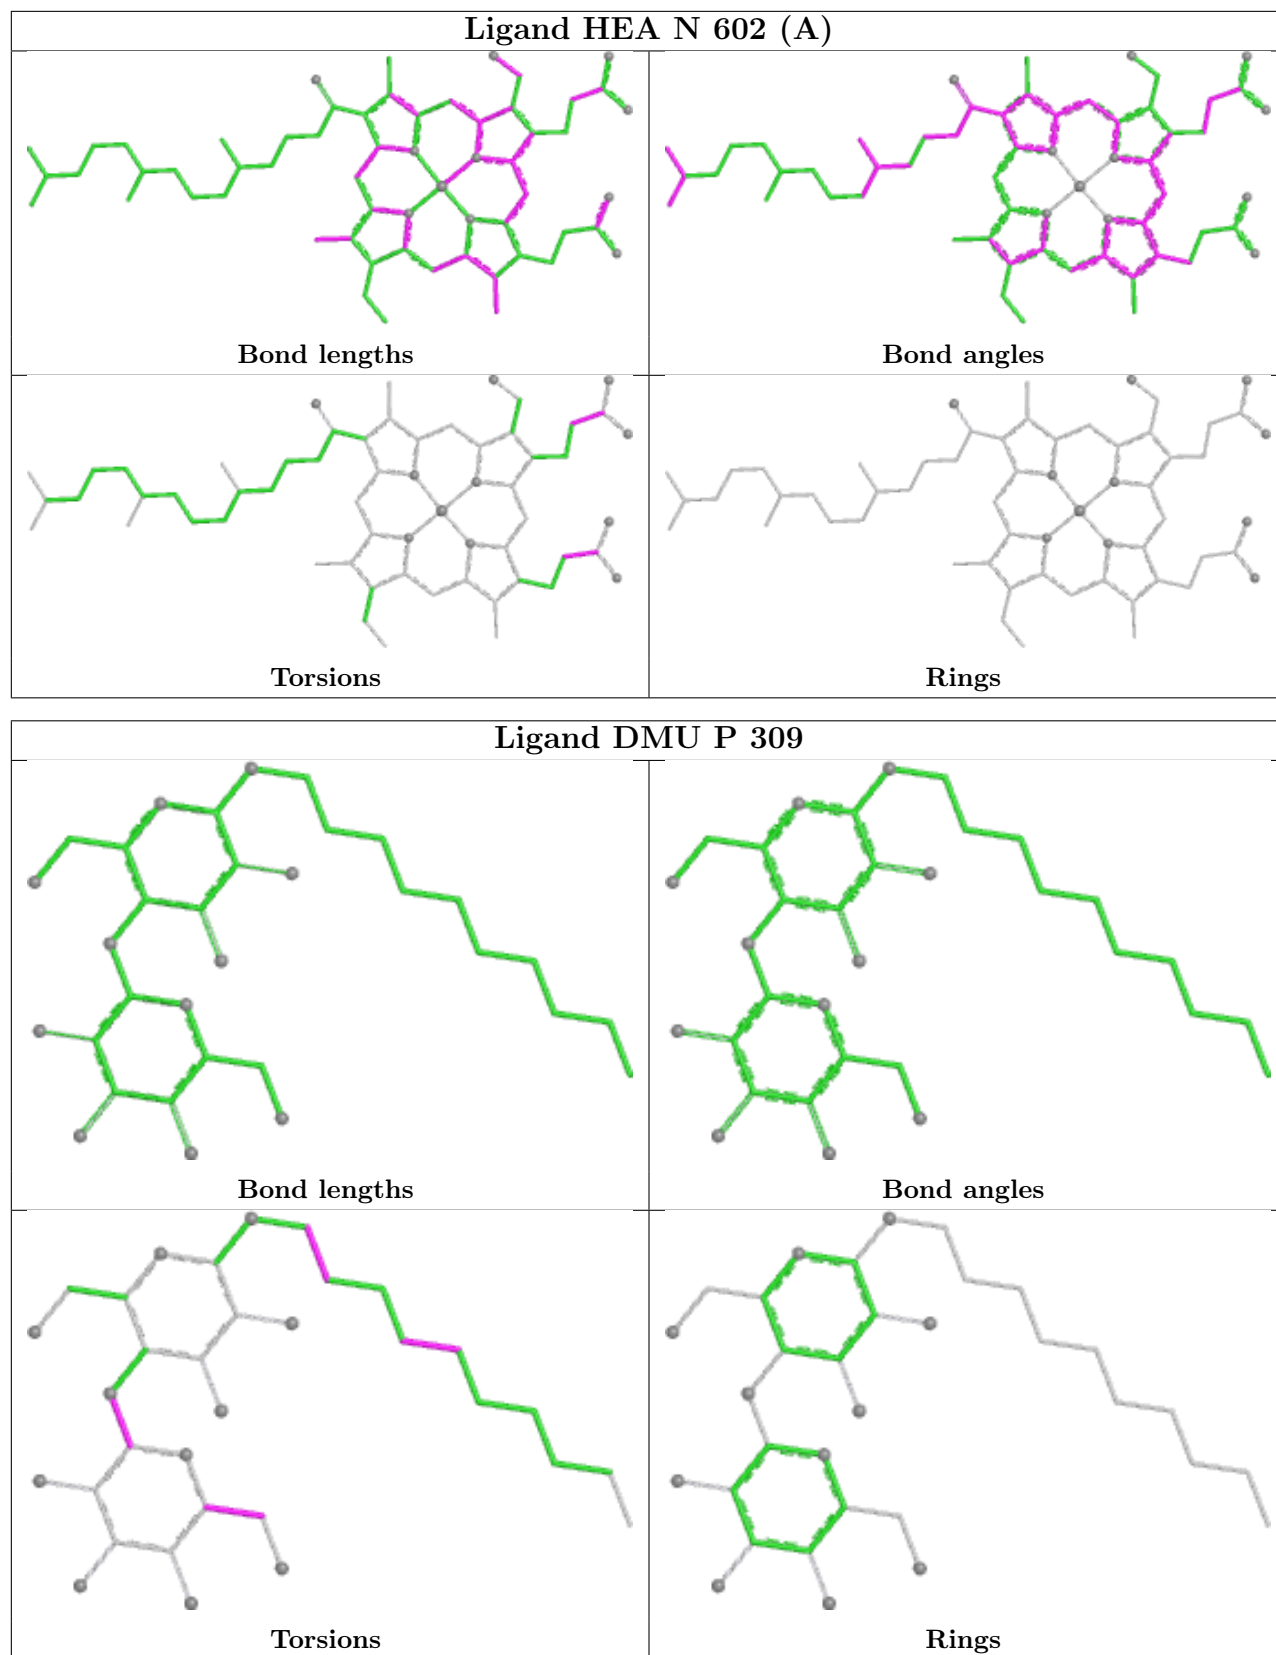 Ligand HEA N 602 (A)
Bond lengths
Bond angles
Torsions
Rings
Ligand DMU P 309
Bond lengths
Bond angles
Torsions
Rings